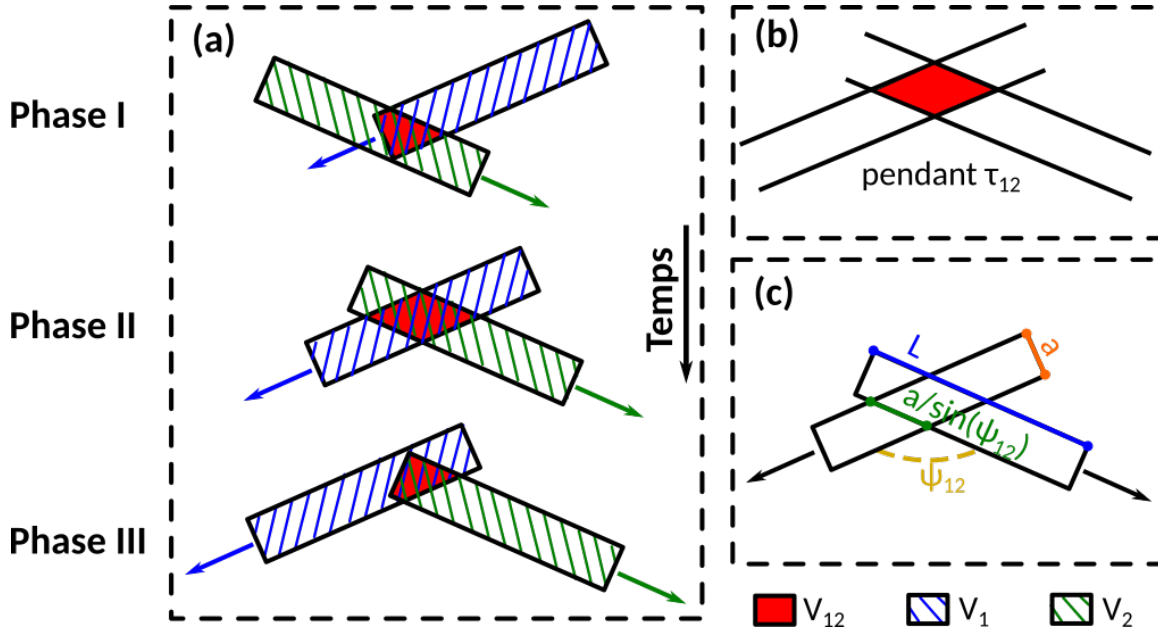 (a)
Phase I
Phase II
Phase III
Temps
(b)
pendant τ₁₂
(c)
L
a
a/sin(ψ₁₂)
ψ₁₂
V₁₂
V₁
V₂